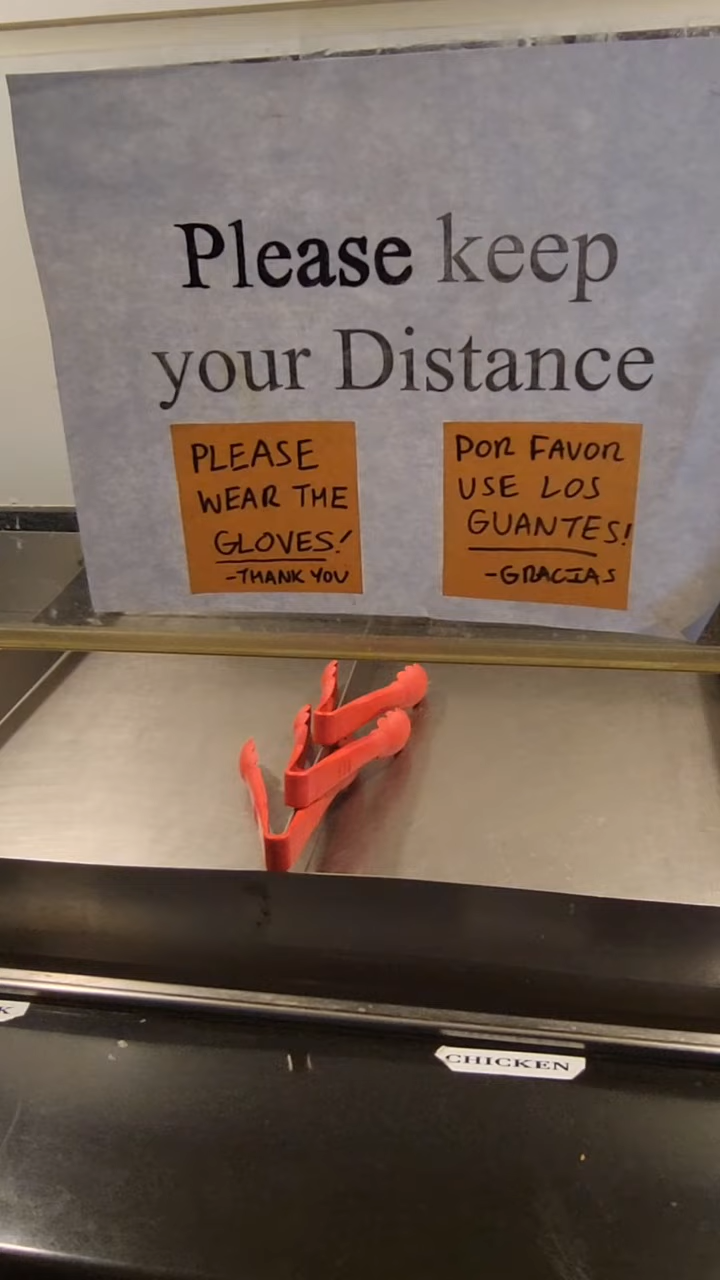 Please keep
your Distance
PLEASE
WEAR THE
GLOVES!
-THANK YOU
POR FAVOR
USE LOS
GUANTES!
-GRACIAS
CHICKEN